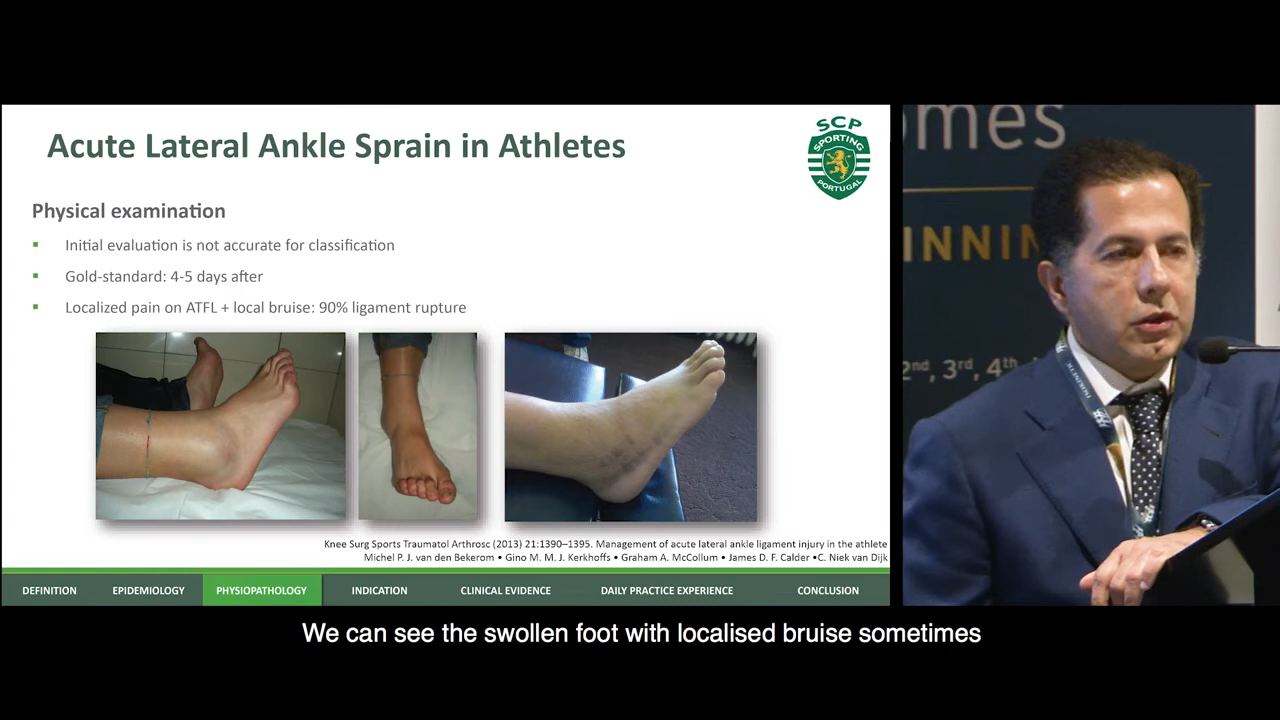 Acute Lateral Ankle Sprain in Athletes
SCP
SPORTING
PORTUGAL
Physical examination
▪ Initial evaluation is not accurate for classification
▪ Gold-standard: 4-5 days after
▪ Localized pain on ATFL + local bruise: 90% ligament rupture
Knee Surg Sports Traumatol Arthrosc (2013) 21:1390–1395. Management of acute lateral ankle ligament injury in the athlete
Michel P. J. van den Bekerom • Gino M. M. J. Kerkhoffs • Graham A. McCollum • James D. F. Calder •C. Niek van Dijk
DEFINITION EPIDEMIOLOGY PHYSIOPATHOLOGY INDICATION CLINICAL EVIDENCE DAILY PRACTICE EXPERIENCE CONCLUSION
omes
INNIN
2nd, 3rd, 4th
We can see the swollen foot with localised bruise sometimes